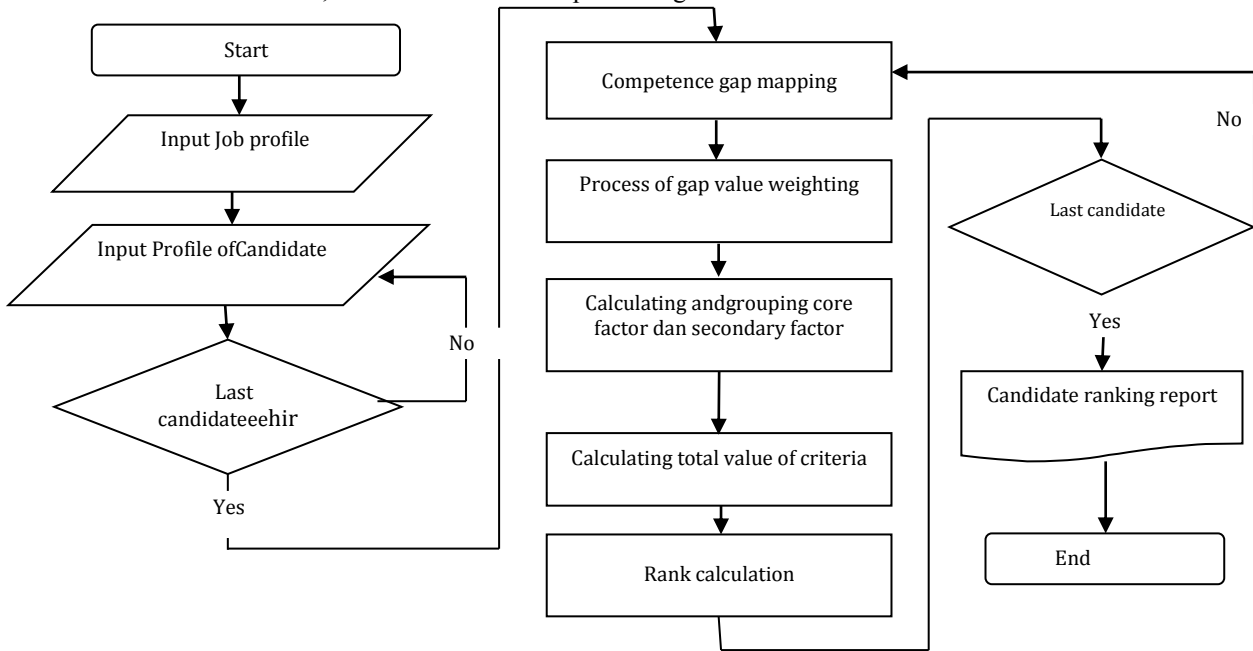 Start
Input Job profile
Input Profile ofCandidate
No
Last
candidateeehir
Yes
Competence gap mapping
Process of gap value weighting
Calculating andgrouping core
factor dan secondary factor
Calculating total value of criteria
Rank calculation
No
Last candidate
Yes
Candidate ranking report
End